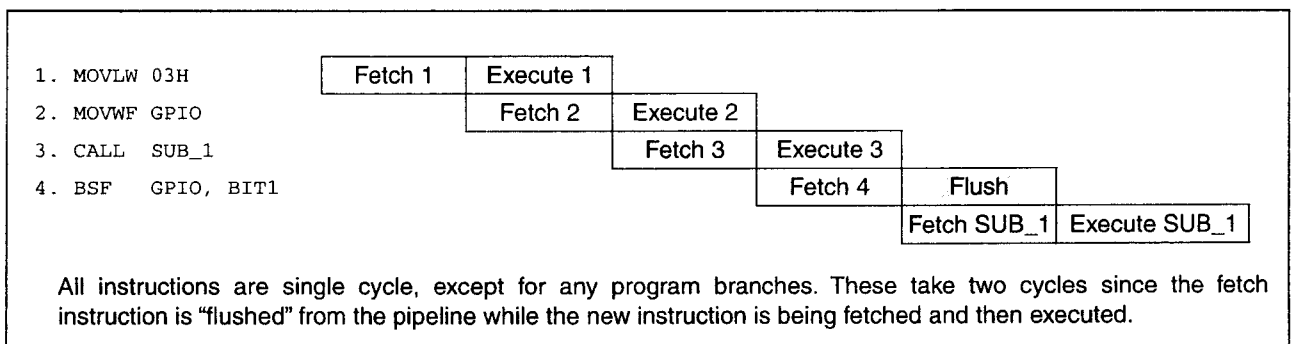 1. MOVLW 03H Fetch 1 Execute 1
2. MOVWF GPIO Fetch 2 Execute 2
3. CALL SUB_1 Fetch 3 Execute 3
4. BSF GPIO, BIT1 Fetch 4 Flush
Fetch SUB_1 Execute SUB_1
All instructions are single cycle, except for any program branches. These take two cycles since the fetch
instruction is "flushed" from the pipeline while the new instruction is being fetched and then executed.